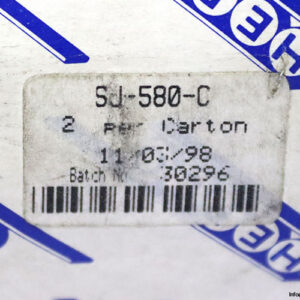 SJ-580-C
2 per Carton
11/03/98
Batch No. 30296